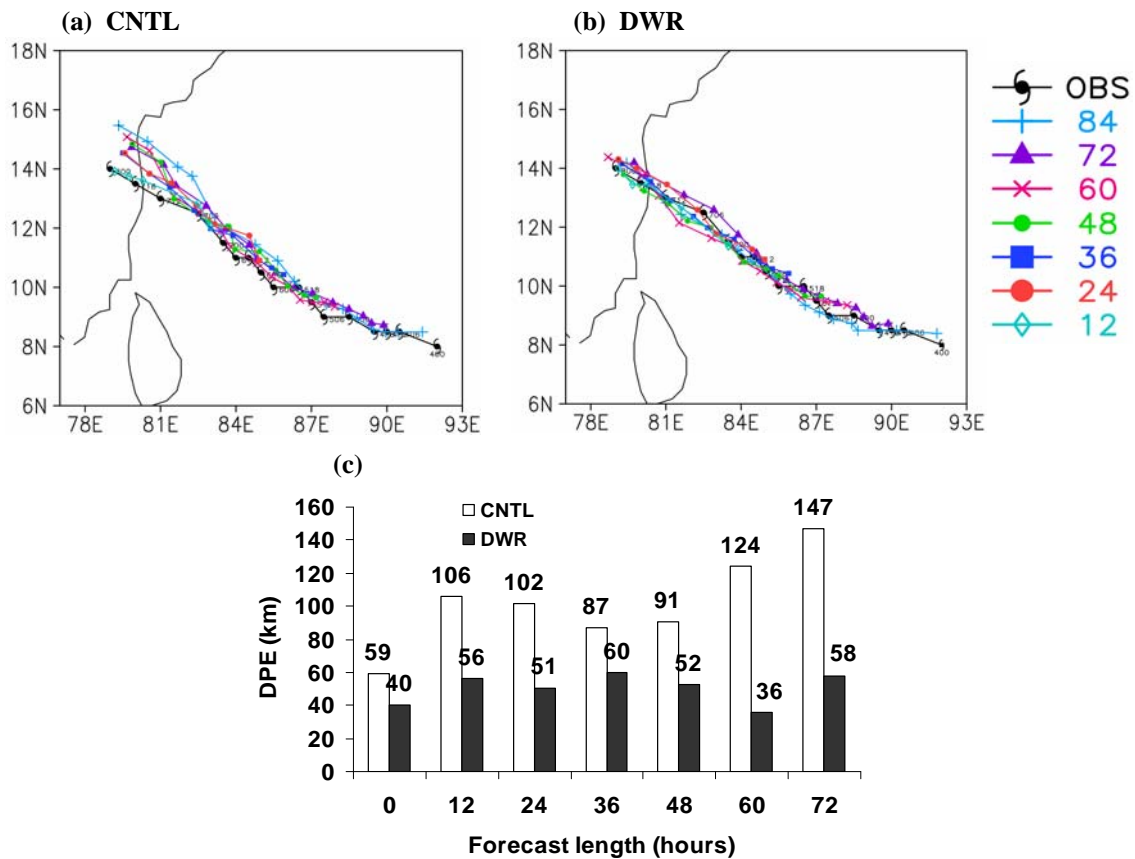 (a) CNTL
(b) DWR
18N
16N
14N
12N
10N
8N
6N
78E 81E 84E 87E 90E 93E
18N
16N
14N
12N
10N
8N
6N
78E 81E 84E 87E 90E 93E
400
OBS
84
72
60
48
36
24
12
(c)
CNTL
DWR
DPE (km)
160
140
120
100
80
60
40
20
0
59 40
106 56
102 51
87 60
91 52
124 36
147 58
0 12 24 36 48 60 72
Forecast length (hours)